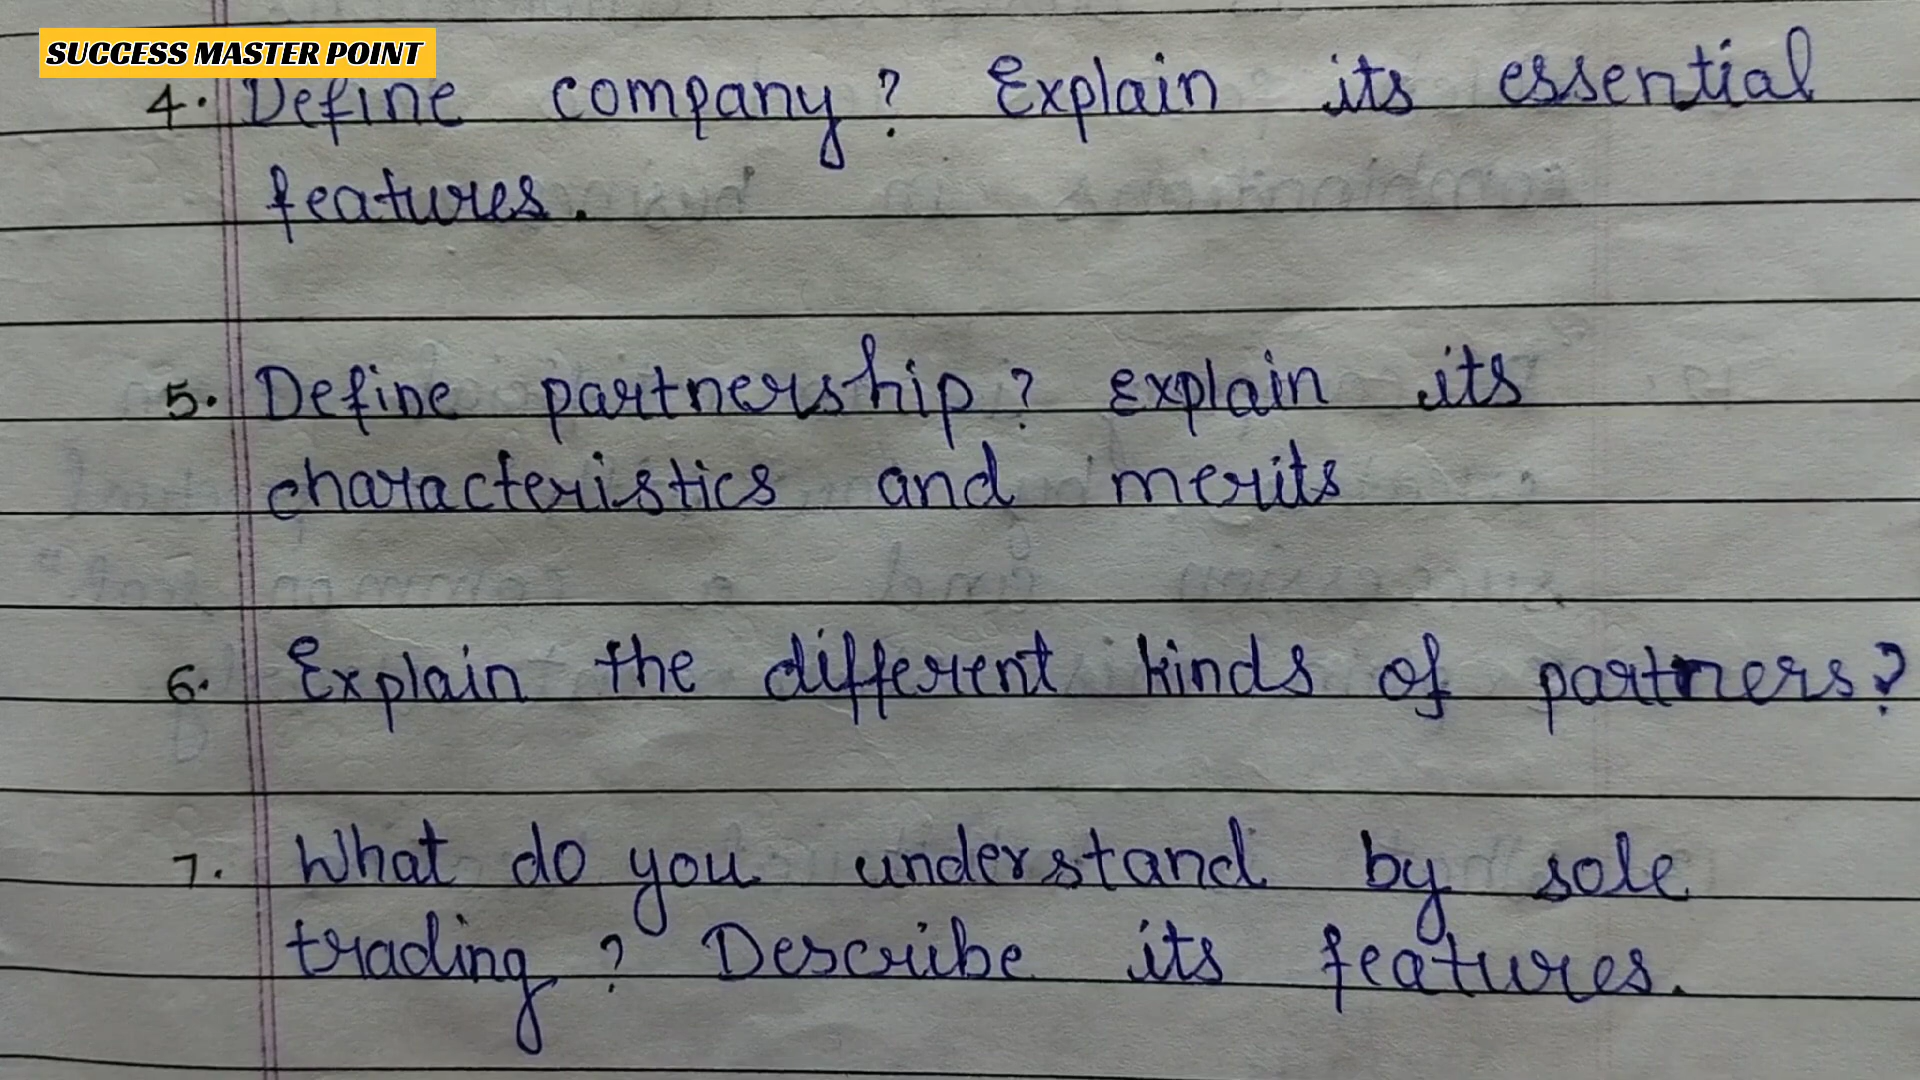 SUCCESS MASTER POINT
4. Define company? Explain its essential
features.
5. Define partnership? Explain its
characteristics and merits
6. Explain the different kinds of partners?
7. What do you understand by sole
trading? Describe its features.